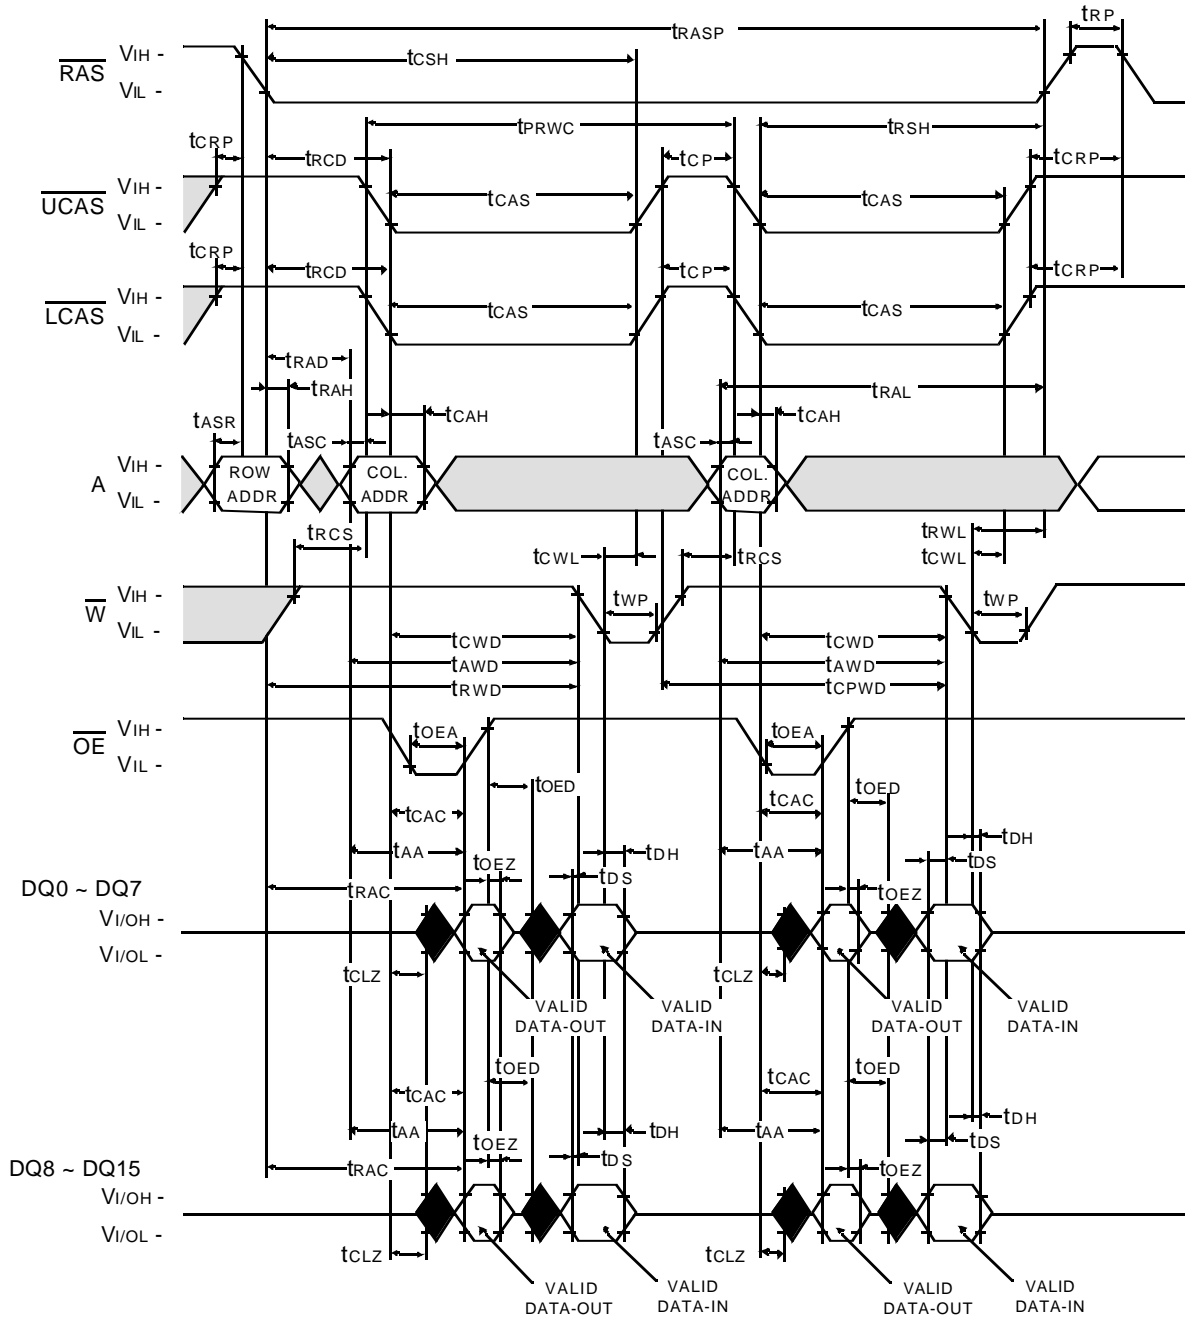 tRP
tRASP
RAS
VIH -
VIL -
tCSH
tCRP
tRCD
tPRWC
tCP
tRSH
tCRP
UCAS
VIH -
VIL -
tCAS
tCAS
tCRP
tRCD
tCP
tCRP
LCAS
VIH -
VIL -
tCAS
tCAS
tRAD
tRAH
tRAL
tASR
tASC
tCAH
tASC
tCAH
A
VIH -
VIL -
ROW
ADDR
COL.
ADDR
COL.
ADDR
tRCS
tCWL
tRCS
tRWL
tCWL
W
VIH -
VIL -
tWP
tWP
tCWD
tCWD
tAWD
tAWD
tRWD
tCPWD
OE
VIH -
VIL -
tOEA
tOEA
tOED
tOED
tCAC
tCAC
tDH
tAA
tDH
tAA
tDS
tOEZ
tDS
tOEZ
tRAC
DQ0 ~ DQ7
VI/OH -
VI/OL -
tCLZ
tCLZ
VALID
DATA-OUT
VALID
DATA-IN
VALID
DATA-OUT
VALID
DATA-IN
tOED
tOED
tCAC
tCAC
tDH
tAA
tDH
tAA
tOEZ
tDS
tDS
tRAC
tOEZ
DQ8 ~ DQ15
VI/OH -
VI/OL -
tCLZ
tCLZ
VALID
DATA-OUT
VALID
DATA-IN
VALID
DATA-OUT
VALID
DATA-IN